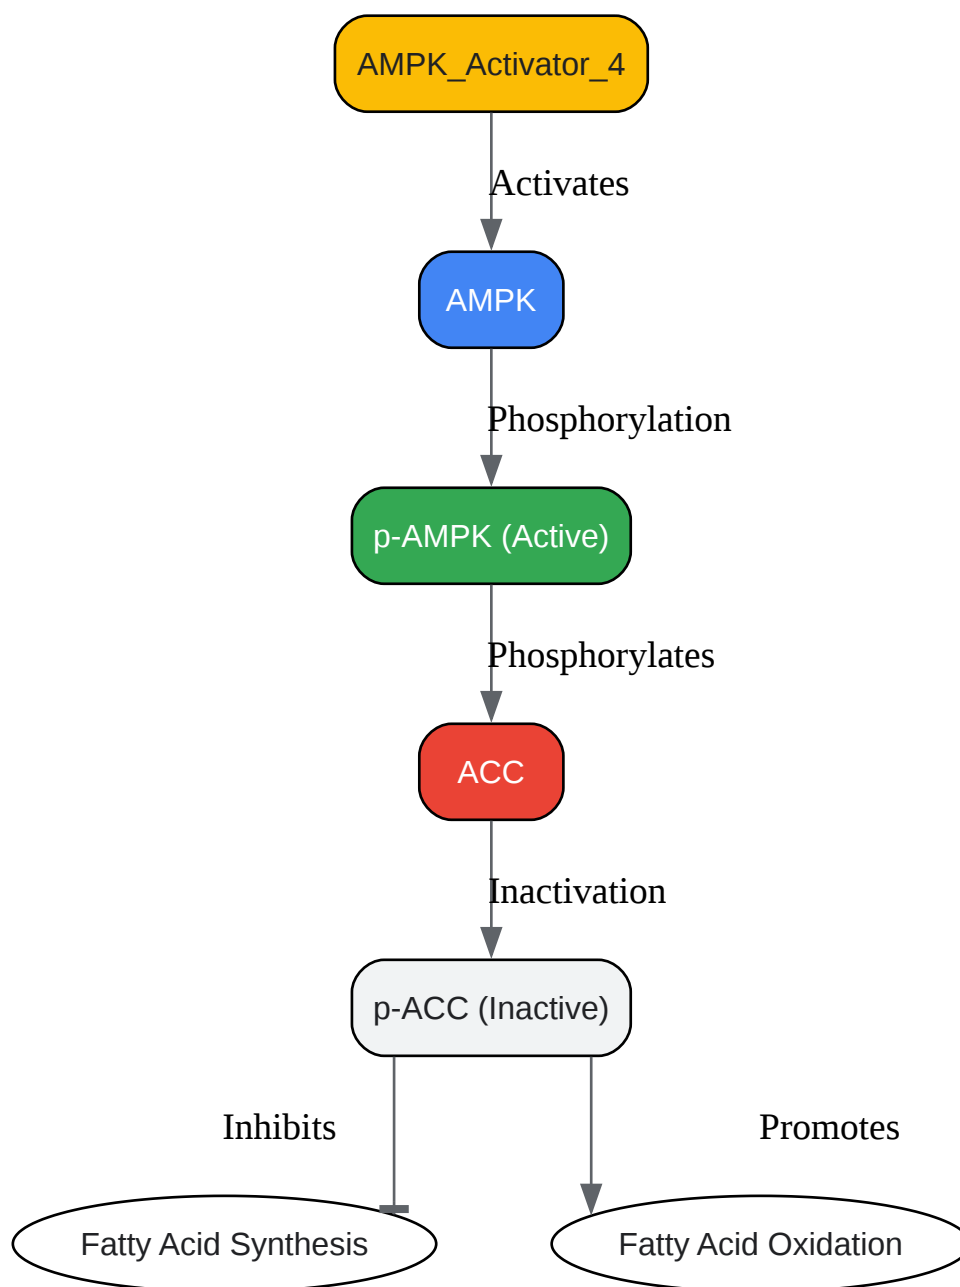 AMPK_Activator_4
Activates
AMPK
Phosphorylation
p-AMPK (Active)
Phosphorylates
ACC
Inactivation
p-ACC (Inactive)
Inhibits
Promotes
Fatty Acid Synthesis
Fatty Acid Oxidation